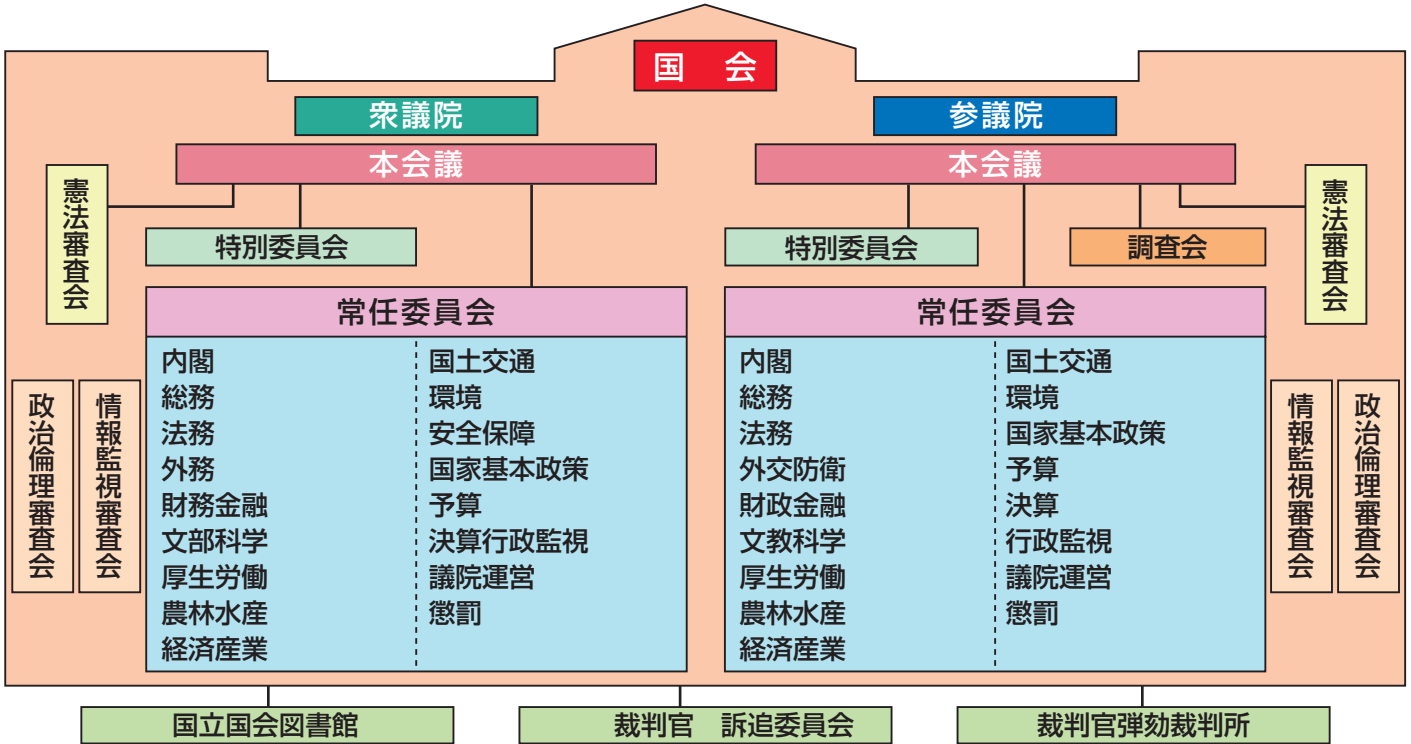 国　会
衆議院
参議院
本会議
本会議
憲法審査会
特別委員会
特別委員会
調査会
憲法審査会
政治倫理審査会
情報監視審査会
常任委員会
内閣
総務
法務
外務
財務金融
文部科学
厚生労働
農林水産
経済産業
国土交通
環境
安全保障
国家基本政策
予算
決算行政監視
議院運営
懲罰
常任委員会
内閣
総務
法務
外交防衛
財政金融
文教科学
厚生労働
農林水産
経済産業
国土交通
環境
国家基本政策
予算
決算
行政監視
議院運営
懲罰
情報監視審査会
政治倫理審査会
国立国会図書館
裁判官　訴追委員会
裁判官弾劾裁判所